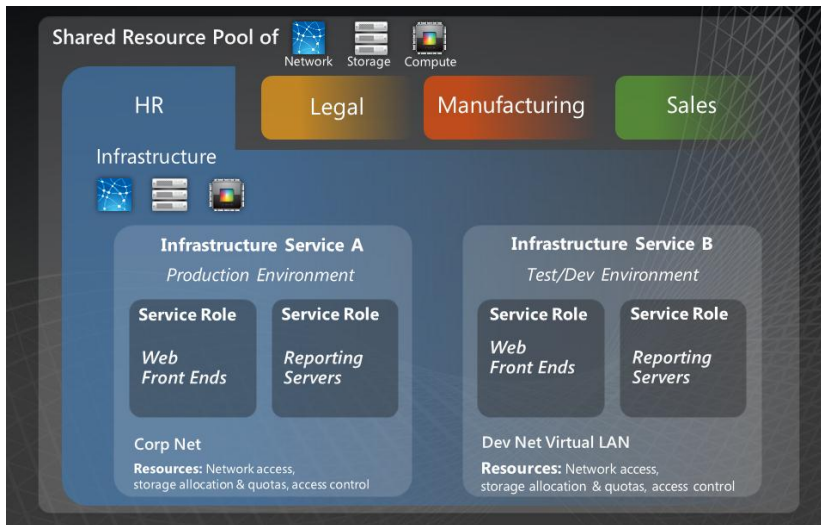 Shared Resource Pool of
Network Storage Compute
HR
Legal
Manufacturing
Sales
Infrastructure
Infrastructure Service A
Production Environment
Service Role
Web
Front Ends
Service Role
Reporting
Servers
Corp Net
Resources: Network access,
storage allocation & quotas, access control
Infrastructure Service B
Test/Dev Environment
Service Role
Web
Front Ends
Service Role
Reporting
Servers
Dev Net Virtual LAN
Resources: Network access,
storage allocation & quotas, access control